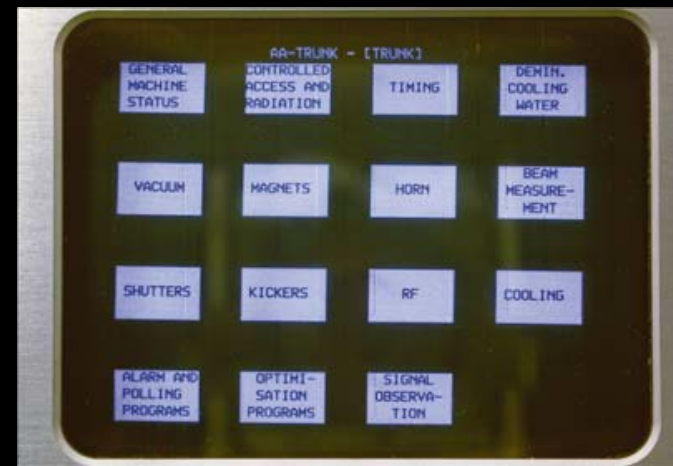 AA-TRUNK - [TRUNK]
GENERAL
MACHINE
STATUS
CONTROLLED
ACCESS AND
RADIATION
TIMING
DEMIN.
COOLING
WATER
VACUUM
MAGNETS
HORN
BEAM
MEASURE-
MENT
SHUTTERS
KICKERS
RF
COOLING
ALARM AND
POLLING
PROGRAMS
OPTIMI-
SATION
PROGRAMS
SIGNAL
OBSERVA-
TION